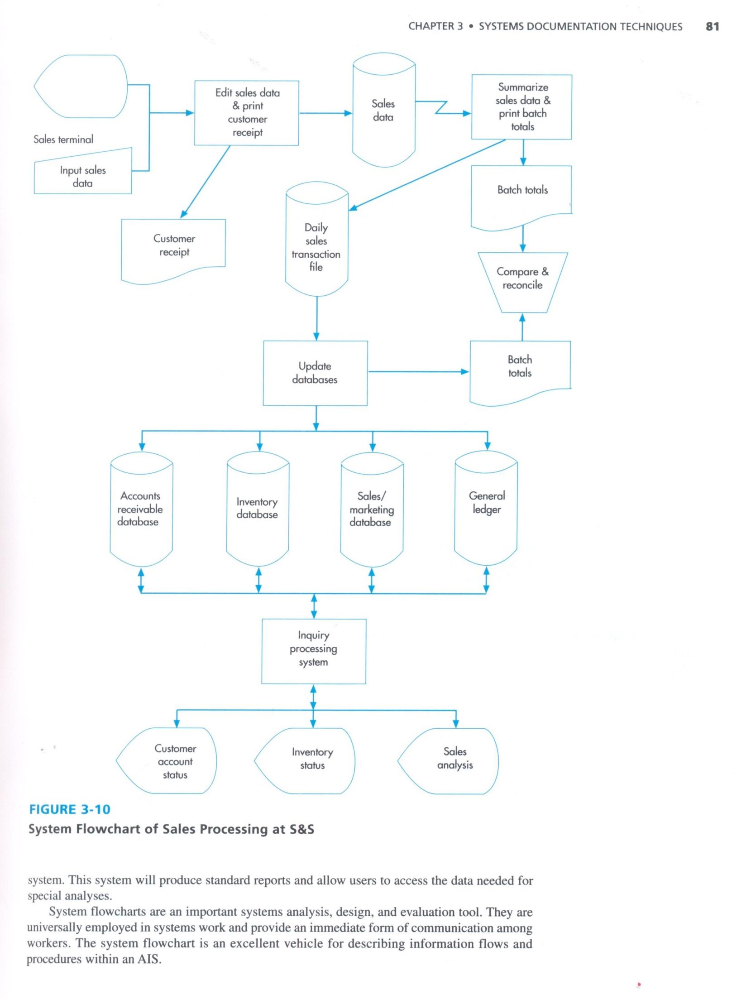 CHAPTER 3 • SYSTEMS DOCUMENTATION TECHNIQUES 81
Edit sales data
& print
customer
receipt
Sales
data
Summarize
sales data &
print batch
totals
Sales terminal
Input sales
data
Batch totals
Customer
receipt
Daily
sales
transaction
file
Compare &
reconcile
Update
databases
Batch
totals
Accounts
receivable
database
Inventory
database
Sales/
marketing
database
General
ledger
Inquiry
processing
system
Customer
account
status
Inventory
status
Sales
analysis
FIGURE 3-10
System Flowchart of Sales Processing at S&S
system. This system will produce standard reports and allow users to access the data needed for
special analyses.
System flowcharts are an important systems analysis, design, and evaluation tool. They are
universally employed in systems work and provide an immediate form of communication among
workers. The system flowchart is an excellent vehicle for describing information flows and
procedures within an AIS.